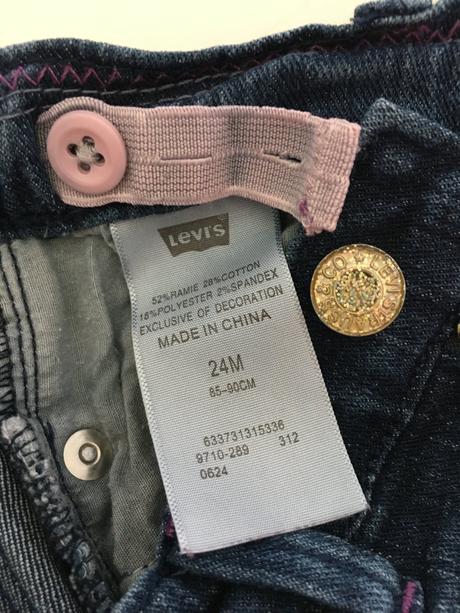 LEVI'S
52%RAMIE 28%COTTON
18%POLYESTER 2%SPANDEX
EXCLUSIVE OF DECORATION
MADE IN CHINA
24M
85-90CM
633731315336
9710-289 312
0624
LEVI STRAUSS & CO